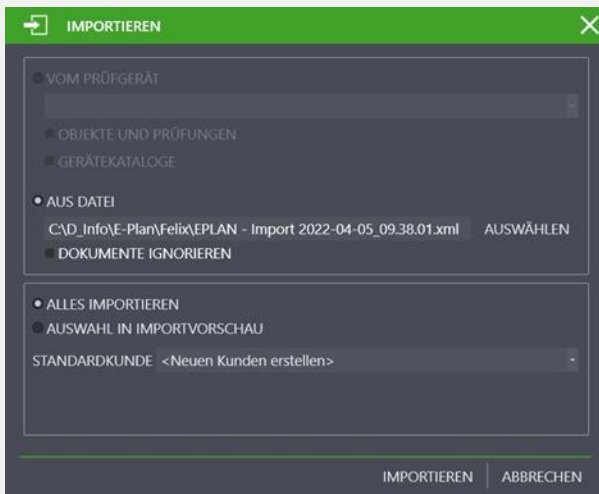 IMPORTIEREN
VOM PRÜFGERÄT
OBJEKTE UND PRÜFUNGEN
GERÄTEKATALOGE
AUS DATEI
C:\D_Info\E-Plan\Felix\EPLAN - Import 2022-04-05_09.38.01.xml AUSWÄHLEN
DOKUMENTE IGNORIEREN
ALLES IMPORTIEREN
AUSWAHL IN IMPORTVORSCHAU
STANDARDKUNDE <Neuen Kunden erstellen>
IMPORTIEREN ABBRECHEN